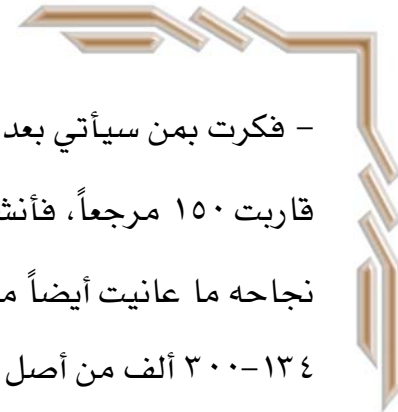 - فكرت بمن سيأتي بعد
قاربت ١٥٠ مرجعاً، فأنش
نجاحه ما عانيت أيضاً م
١٣٤-٣٠٠ ألف من أصل